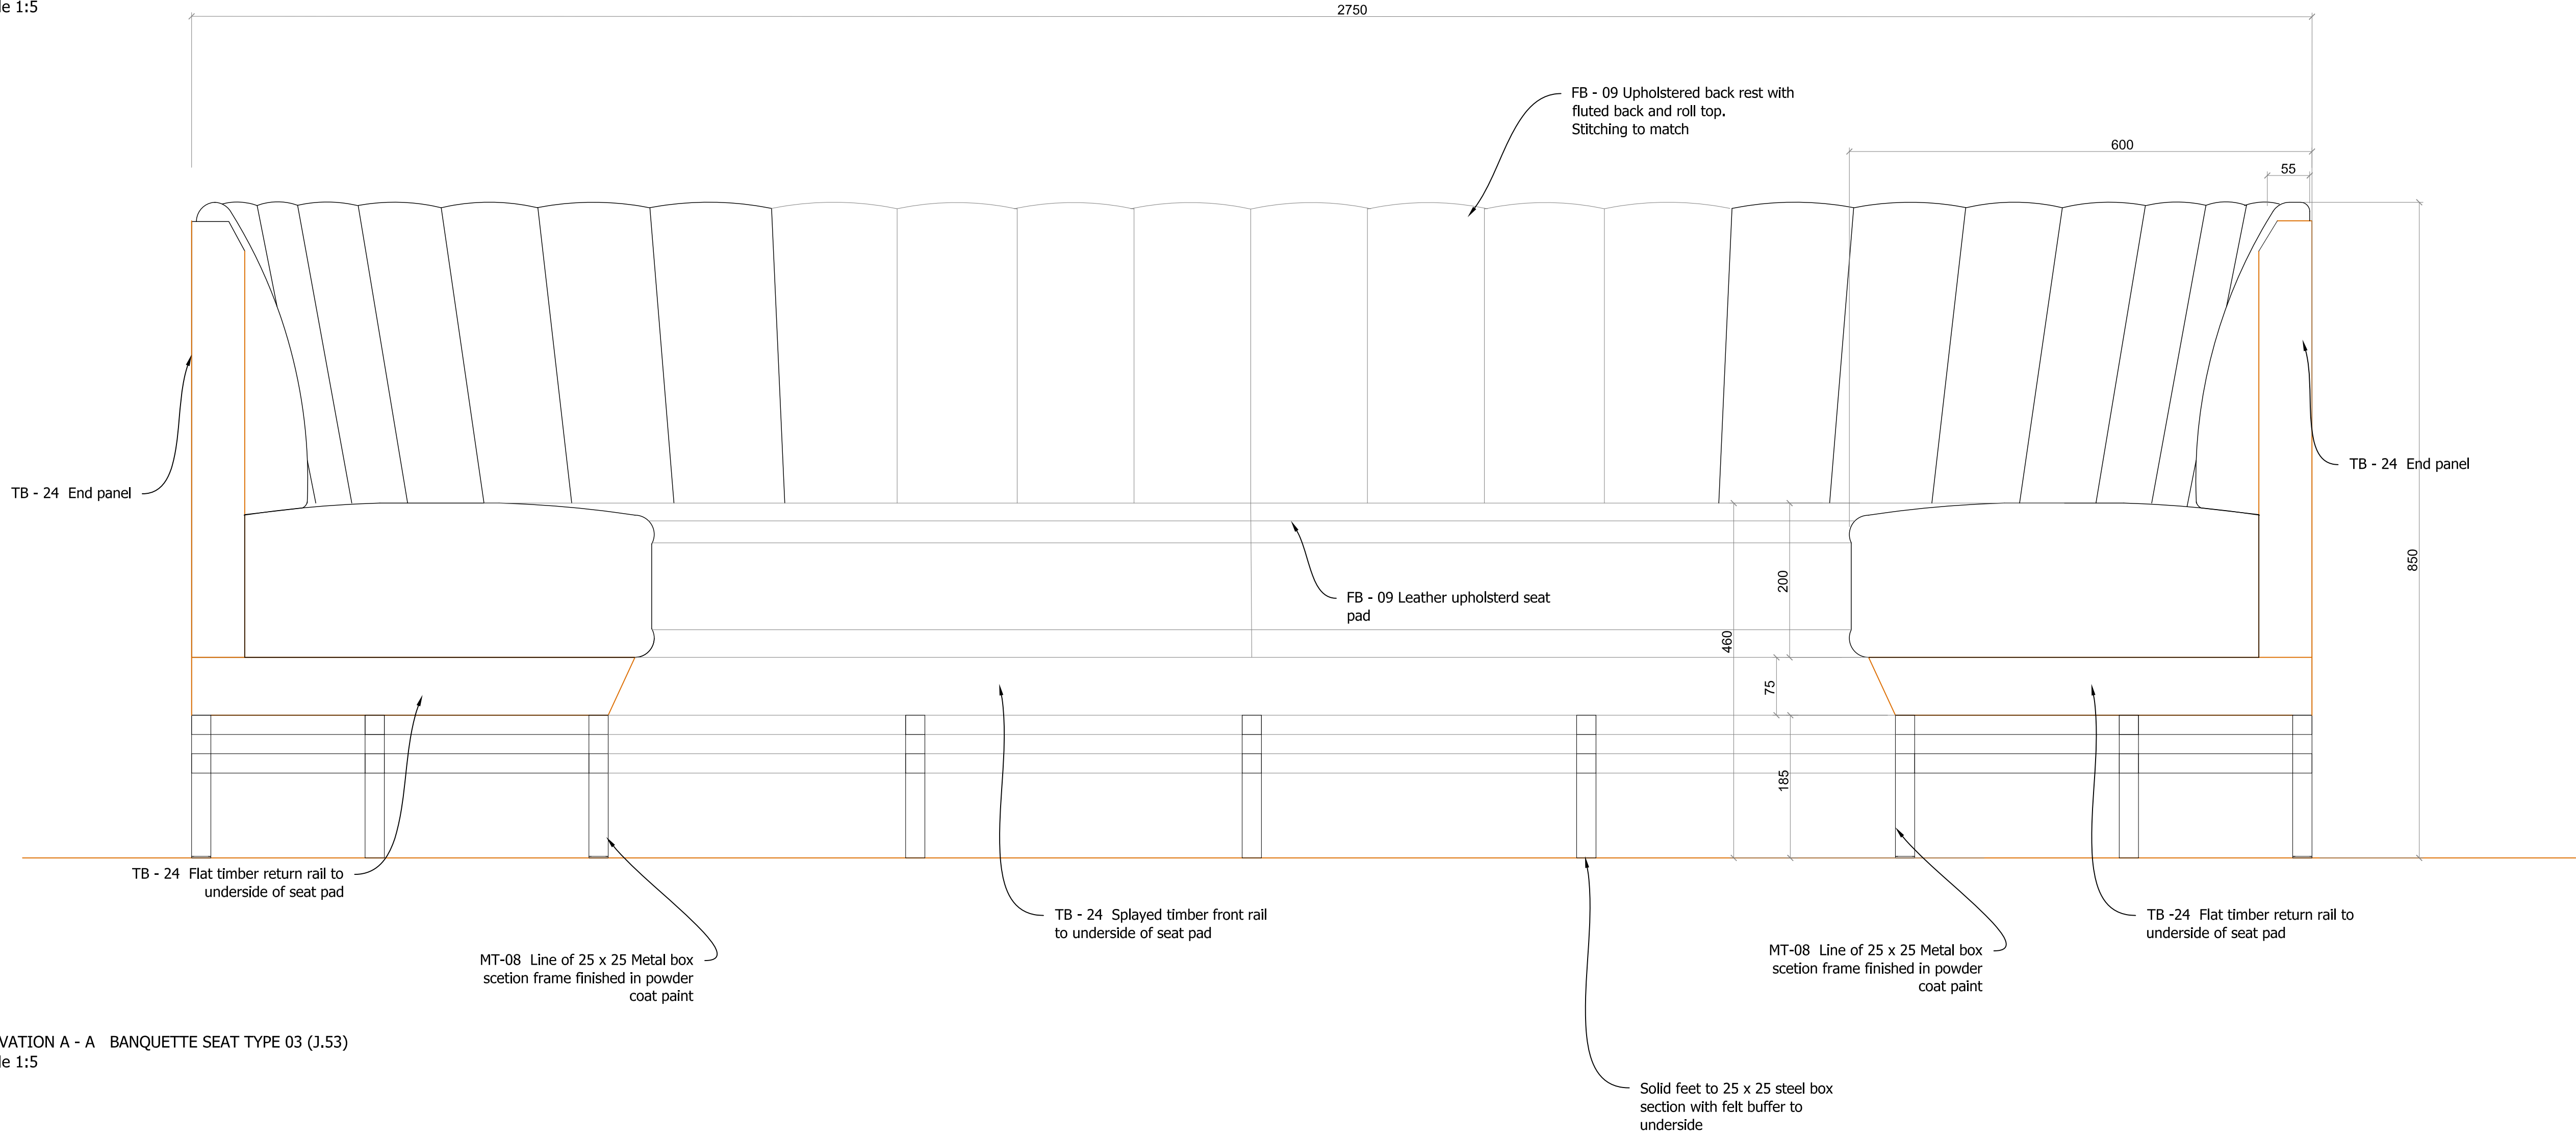 le 1:5
2750
FB - 09 Upholstered back rest with
fluted back and roll top.
Stitching to match
600
55
TB - 24  End panel
TB - 24  End panel
850
FB - 09 Leather upholsterd seat
pad
200
460
75
185
TB - 24  Flat timber return rail to
underside of seat pad
TB - 24  Splayed timber front rail
to underside of seat pad
TB -24  Flat timber return rail to
underside of seat pad
MT-08  Line of 25 x 25 Metal box
scetion frame finished in powder
coat paint
MT-08  Line of 25 x 25 Metal box
scetion frame finished in powder
coat paint
VATION A - A   BANQUETTE SEAT TYPE 03 (J.53)
le 1:5
Solid feet to 25 x 25 steel box
section with felt buffer to
underside